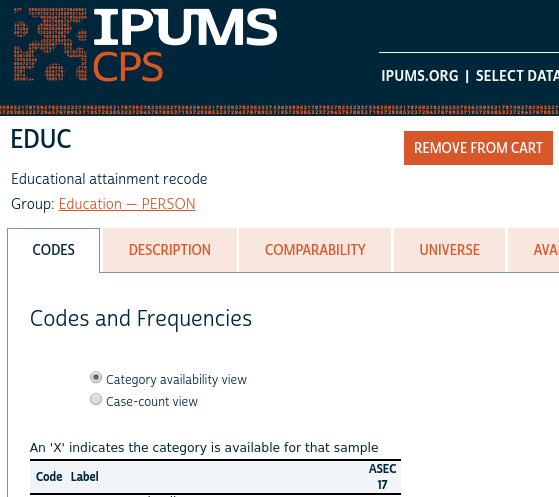 IPUMS
CPS
IPUMS.ORG | SELECT DATA
EDUC
REMOVE FROM CART
Educational attainment recode
Group: Education — PERSON
CODES DESCRIPTION COMPARABILITY UNIVERSE AVA
Codes and Frequencies
Category availability view
Case-count view
An 'X' indicates the category is available for that sample
Code Label ASEC
17